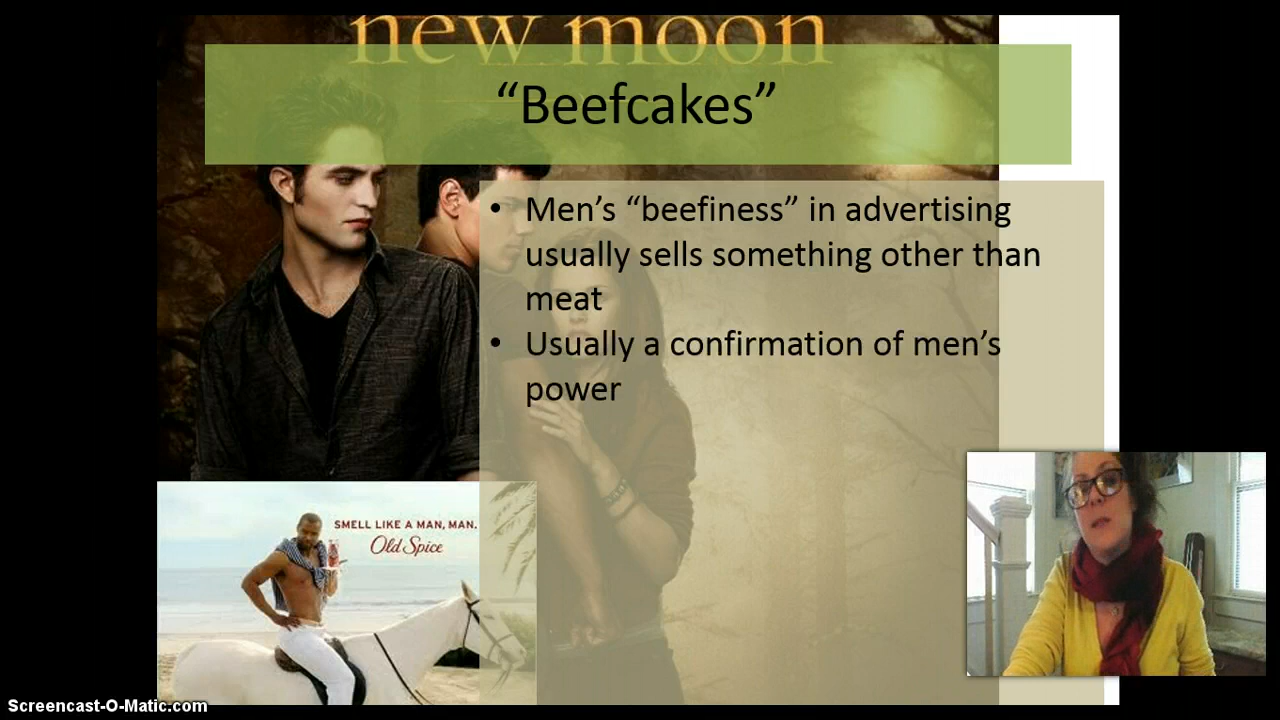 new moon
“Beefcakes”
• Men’s “beefiness” in advertising
usually sells something other than
meat
• Usually a confirmation of men’s
power
SMELL LIKE A MAN, MAN.
Old Spice
Screencast-O-Matic.com